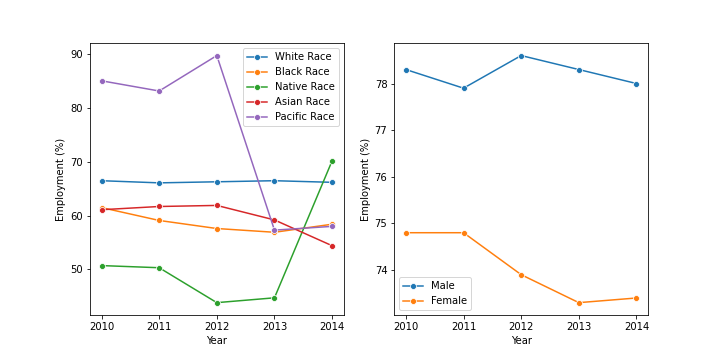 90
80
70
60
50
Employment (%)
2010 2011 2012 2013 2014
Year
White Race
Black Race
Native Race
Asian Race
Pacific Race
78
77
76
75
74
Employment (%)
2010 2011 2012 2013 2014
Year
Male
Female